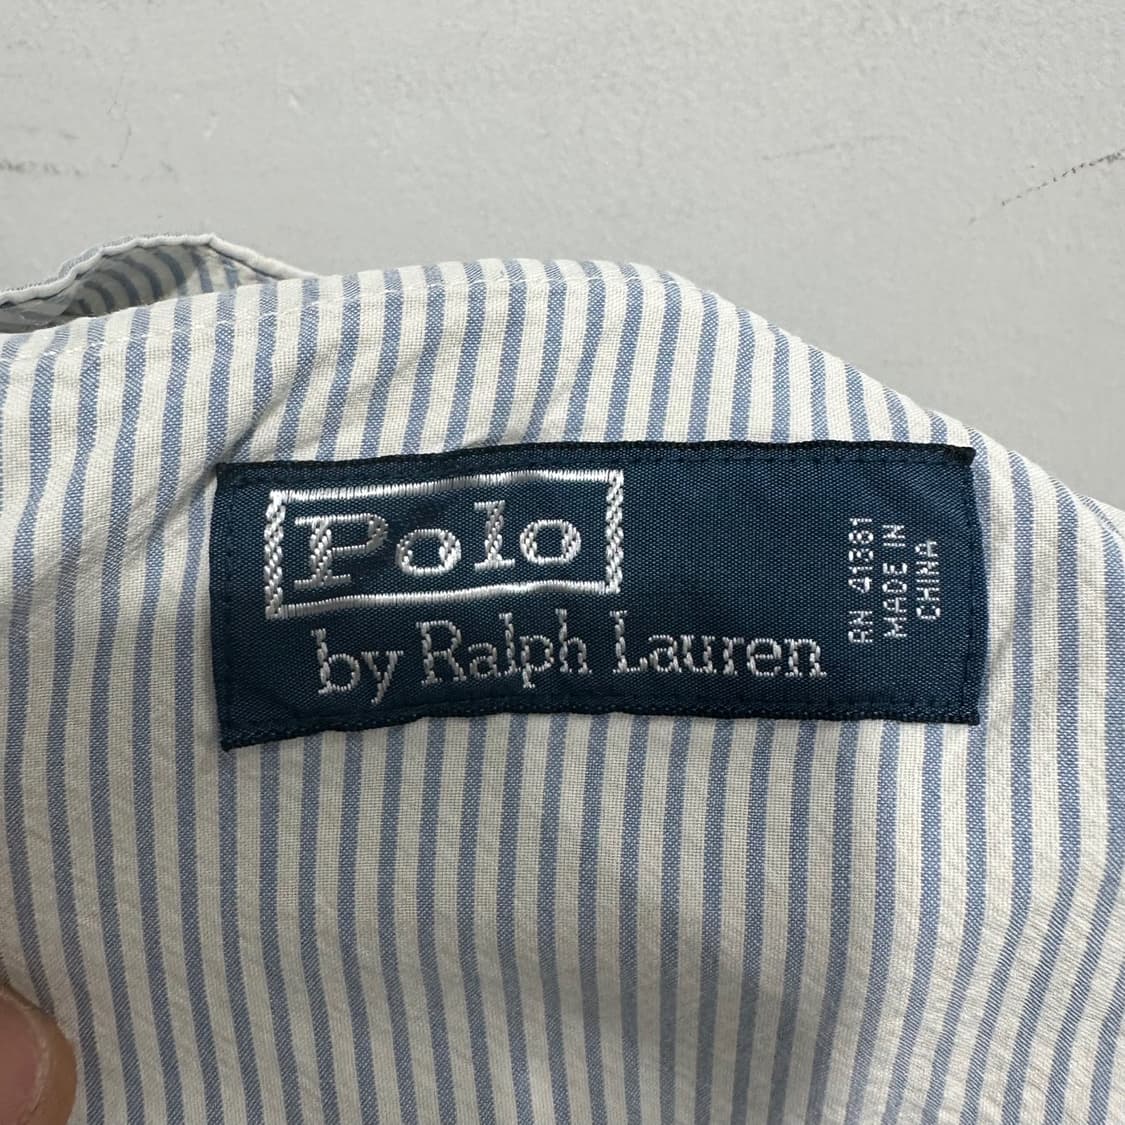 Polo
by Ralph Lauren
RN 41381
MADE IN
CHINA